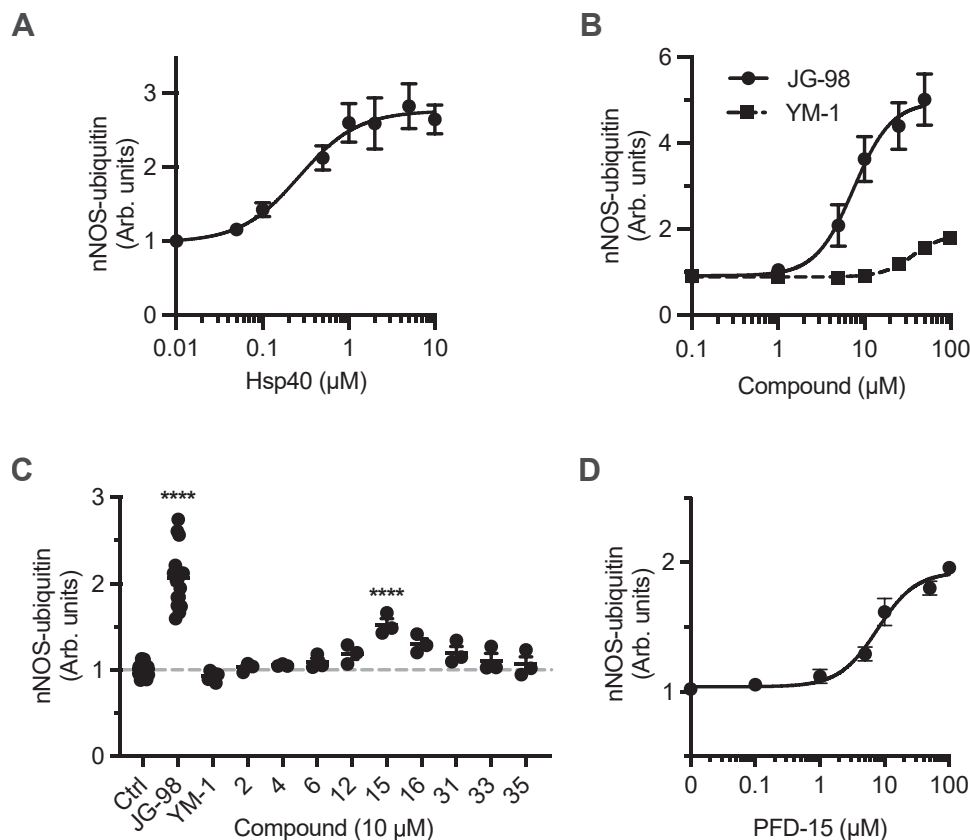 A
nNOS-ubiquitin
(Arb. units)
3
2
1
0
0.01 0.1 1 10
Hsp40 (µM)
B
nNOS-ubiquitin
(Arb. units)
6
4
2
0
JG-98
YM-1
0.1 1 10 100
Compound (µM)
C
nNOS-ubiquitin
(Arb. units)
3
2
1
0
****
****
Ctrl JG-98 YM-1 2 4 6 12 15 16 31 33 35
Compound (10 µM)
D
nNOS-ubiquitin
(Arb. units)
2
1
0 0.1 1 10 100
PFD-15 (µM)